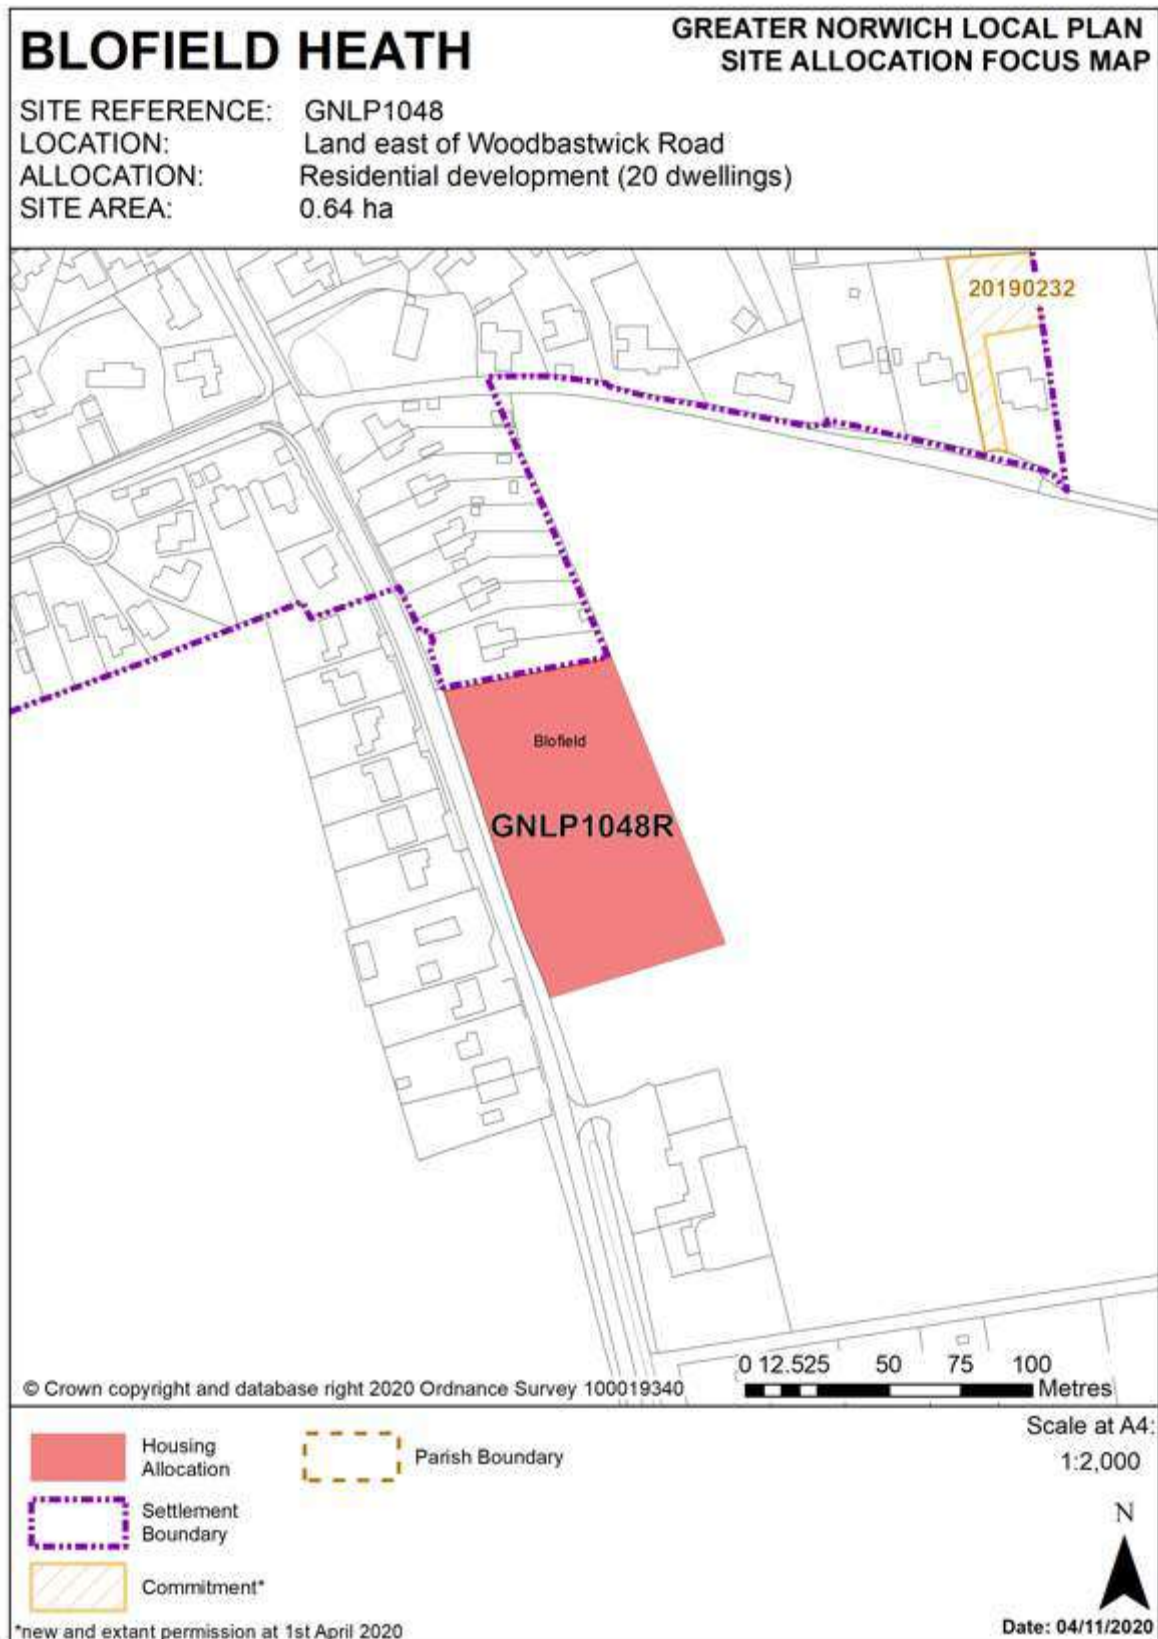 BLOFIELD HEATH
GREATER NORWICH LOCAL PLAN
SITE ALLOCATION FOCUS MAP
SITE REFERENCE: GNLP1048
LOCATION: Land east of Woodbastwick Road
ALLOCATION: Residential development (20 dwellings)
SITE AREA: 0.64 ha
20190232
Blofield
GNLP1048R
0 12.525 50 75 100
Metres
© Crown copyright and database right 2020 Ordnance Survey 100019340
Housing
Allocation
Parish Boundary
Settlement
Boundary
Commitment*
*new and extant permission at 1st April 2020
Scale at A4:
1:2,000
N
Date: 04/11/2020